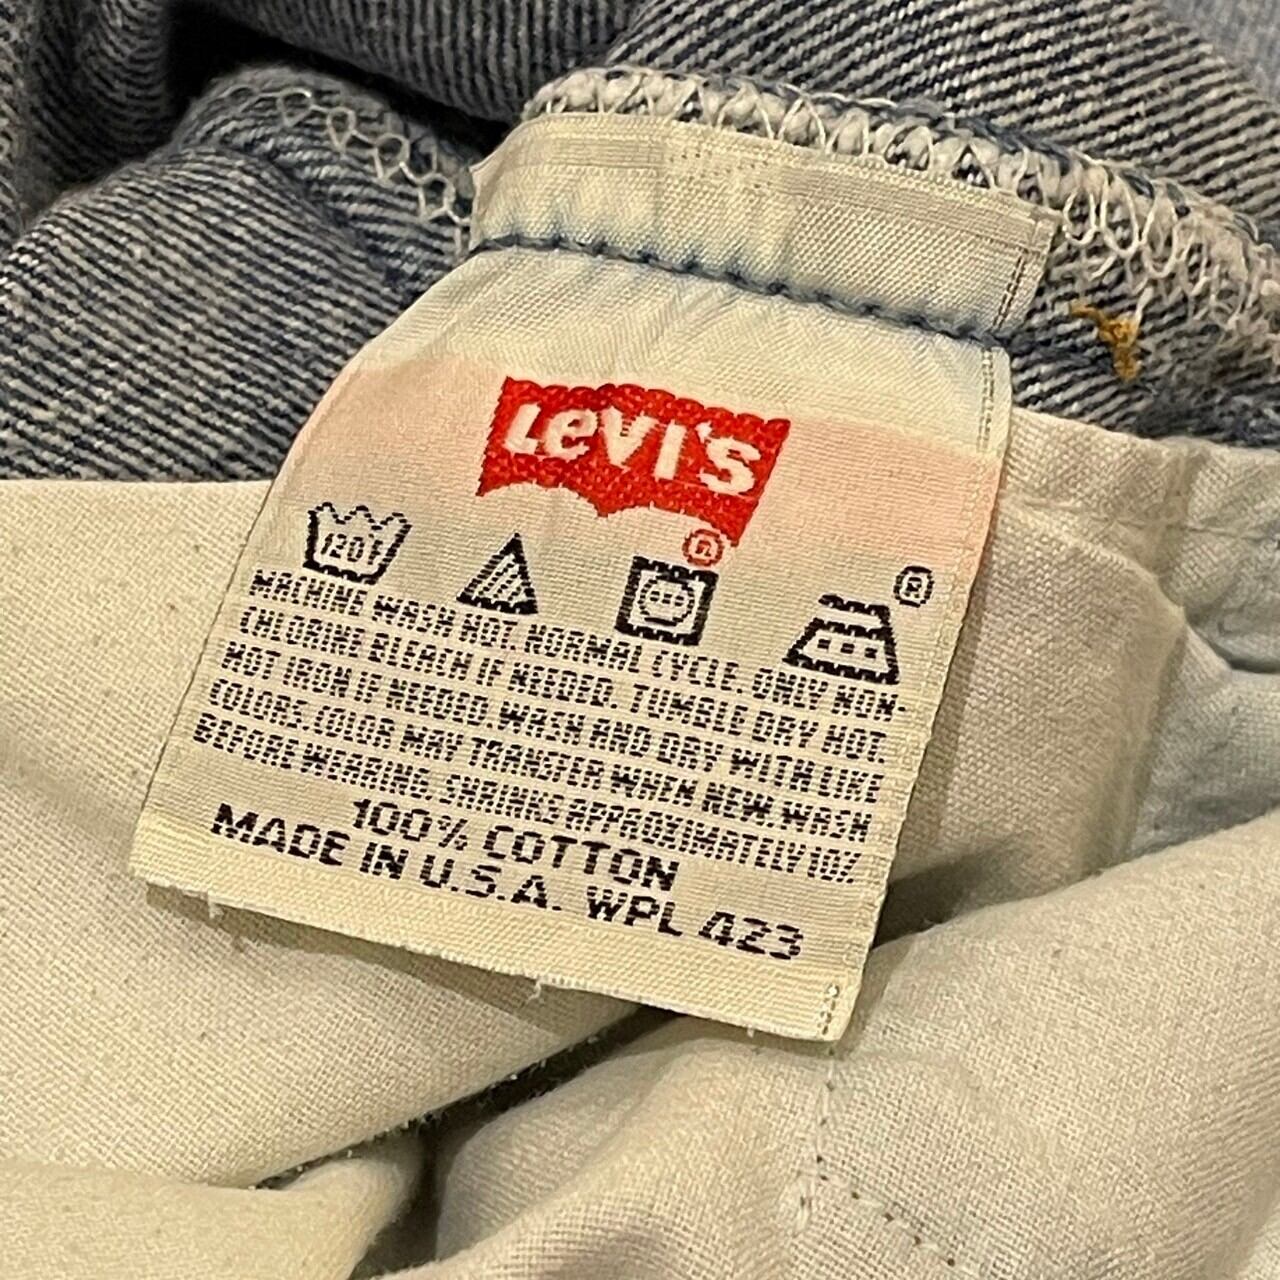 LEVI'S
®
120F
®
MACHINE WASH HOT. NORMAL CYCLE. ONLY NON-
CHLORINE BLEACH IF NEEDED. TUMBLE DRY HOT.
HOT IRON IF NEEDED. WASH AND DRY WITH LIKE
COLORS. COLOR MAY TRANSFER WHEN NEW. WASH
BEFORE WEARING. SHRINKS APPROXIMATELY 10%
100% COTTON
MADE IN U.S.A. WPL 423